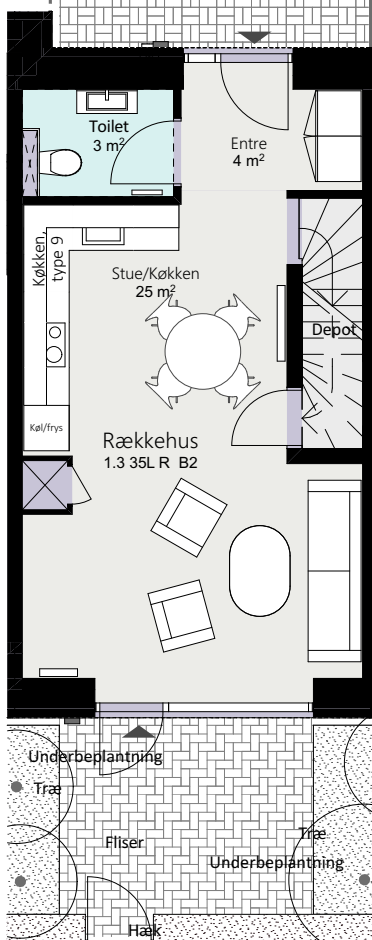 Toilet
3 m²
Entre
4 m²
Køkken,
type 9
Stue/Køkken
25 m²
Depot
Køl/frys
Rækkehus
1.3 35L R B2
Underbeplantning
Træ
Fliser
Træ
Underbeplantning
Hæk